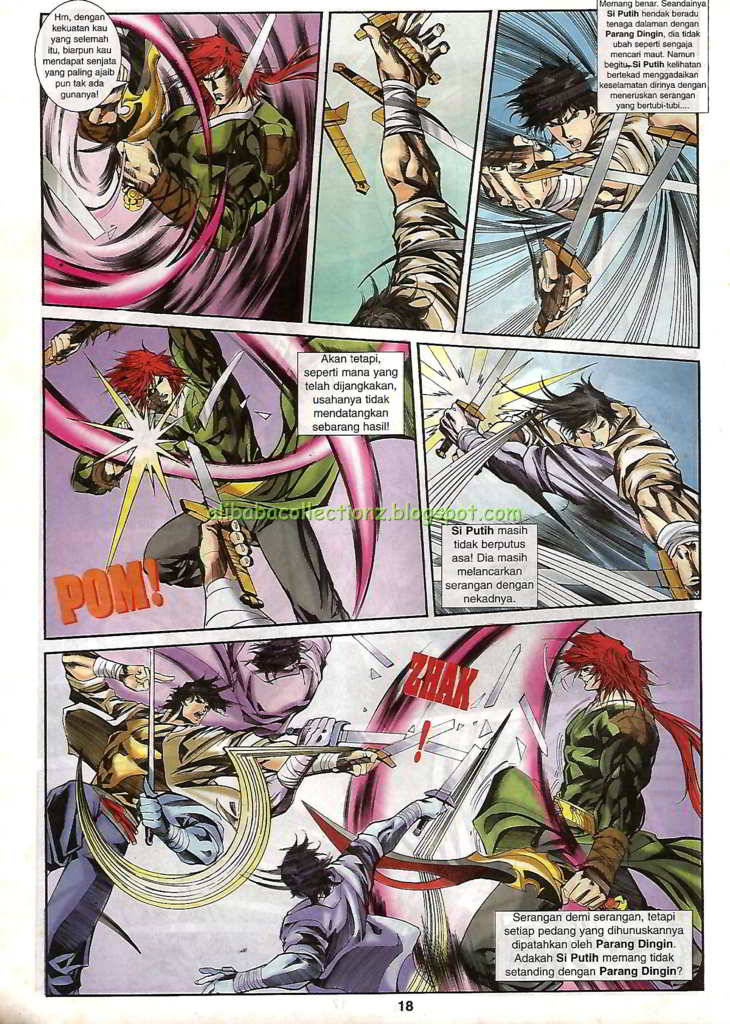 Hm, dengan
kekuatan kau
yang selemah
itu, biarpun kau
mendapat senjata
yang paling ajaib
pun tak ada
gunanya!
Memang benar. Seandainya
Si Putih hendak beradu
tenaga dalaman dengan
Parang Dingin, dia tidak
ubah seperti sengaja
mencari maut. Namun
begitu, Si Putih kelihatan
bertekad menggadaikan
keselamatan dirinya dengan
meneruskan serangan
yang bertubi-tubi....
Akan tetapi,
seperti mana yang
telah dijangkakan,
usahanya tidak
mendatangkan
sebarang hasil!
alibabacollectionz.blogspot.com
Si Putih masih
tidak berputus
asa! Dia masih
melancarkan
serangan dengan
nekadnya.
POM!
ZHAK
!
Serangan demi serangan, tetapi
setiap pedang yang dihunuskannya
dipatahkan oleh Parang Dingin.
Adakah Si Putih memang tidak
setanding dengan Parang Dingin?
18